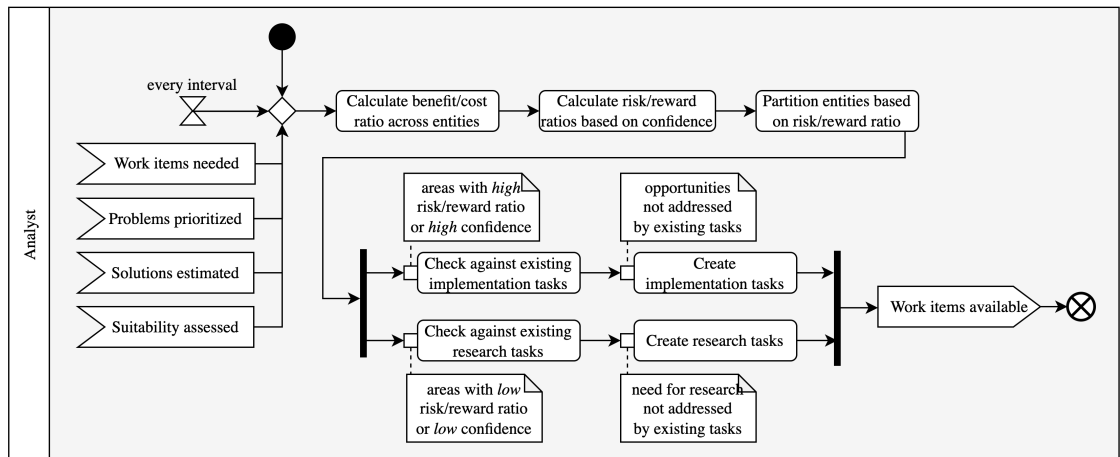 Analyst
every interval
Work items needed
Problems prioritized
Solutions estimated
Suitability assessed
Calculate benefit/cost
ratio across entities
Calculate risk/reward
ratios based on confidence
Partition entities based
on risk/reward ratio
areas with high
risk/reward ratio
or high confidence
opportunities
not addressed
by existing tasks
Check against existing
implementation tasks
Create
implementation tasks
Check against existing
research tasks
Create research tasks
areas with low
risk/reward ratio
or low confidence
need for research
not addressed
by existing tasks
Work items available